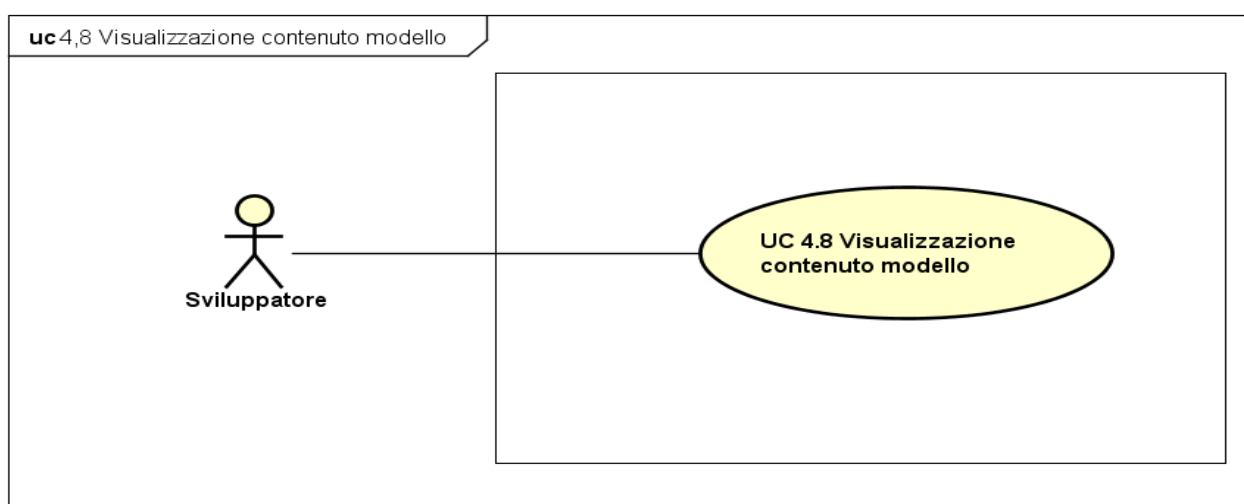 uc 4,8 Visualizzazione contenuto modello
UC 4.8 Visualizzazione
contenuto modello
Sviluppatore